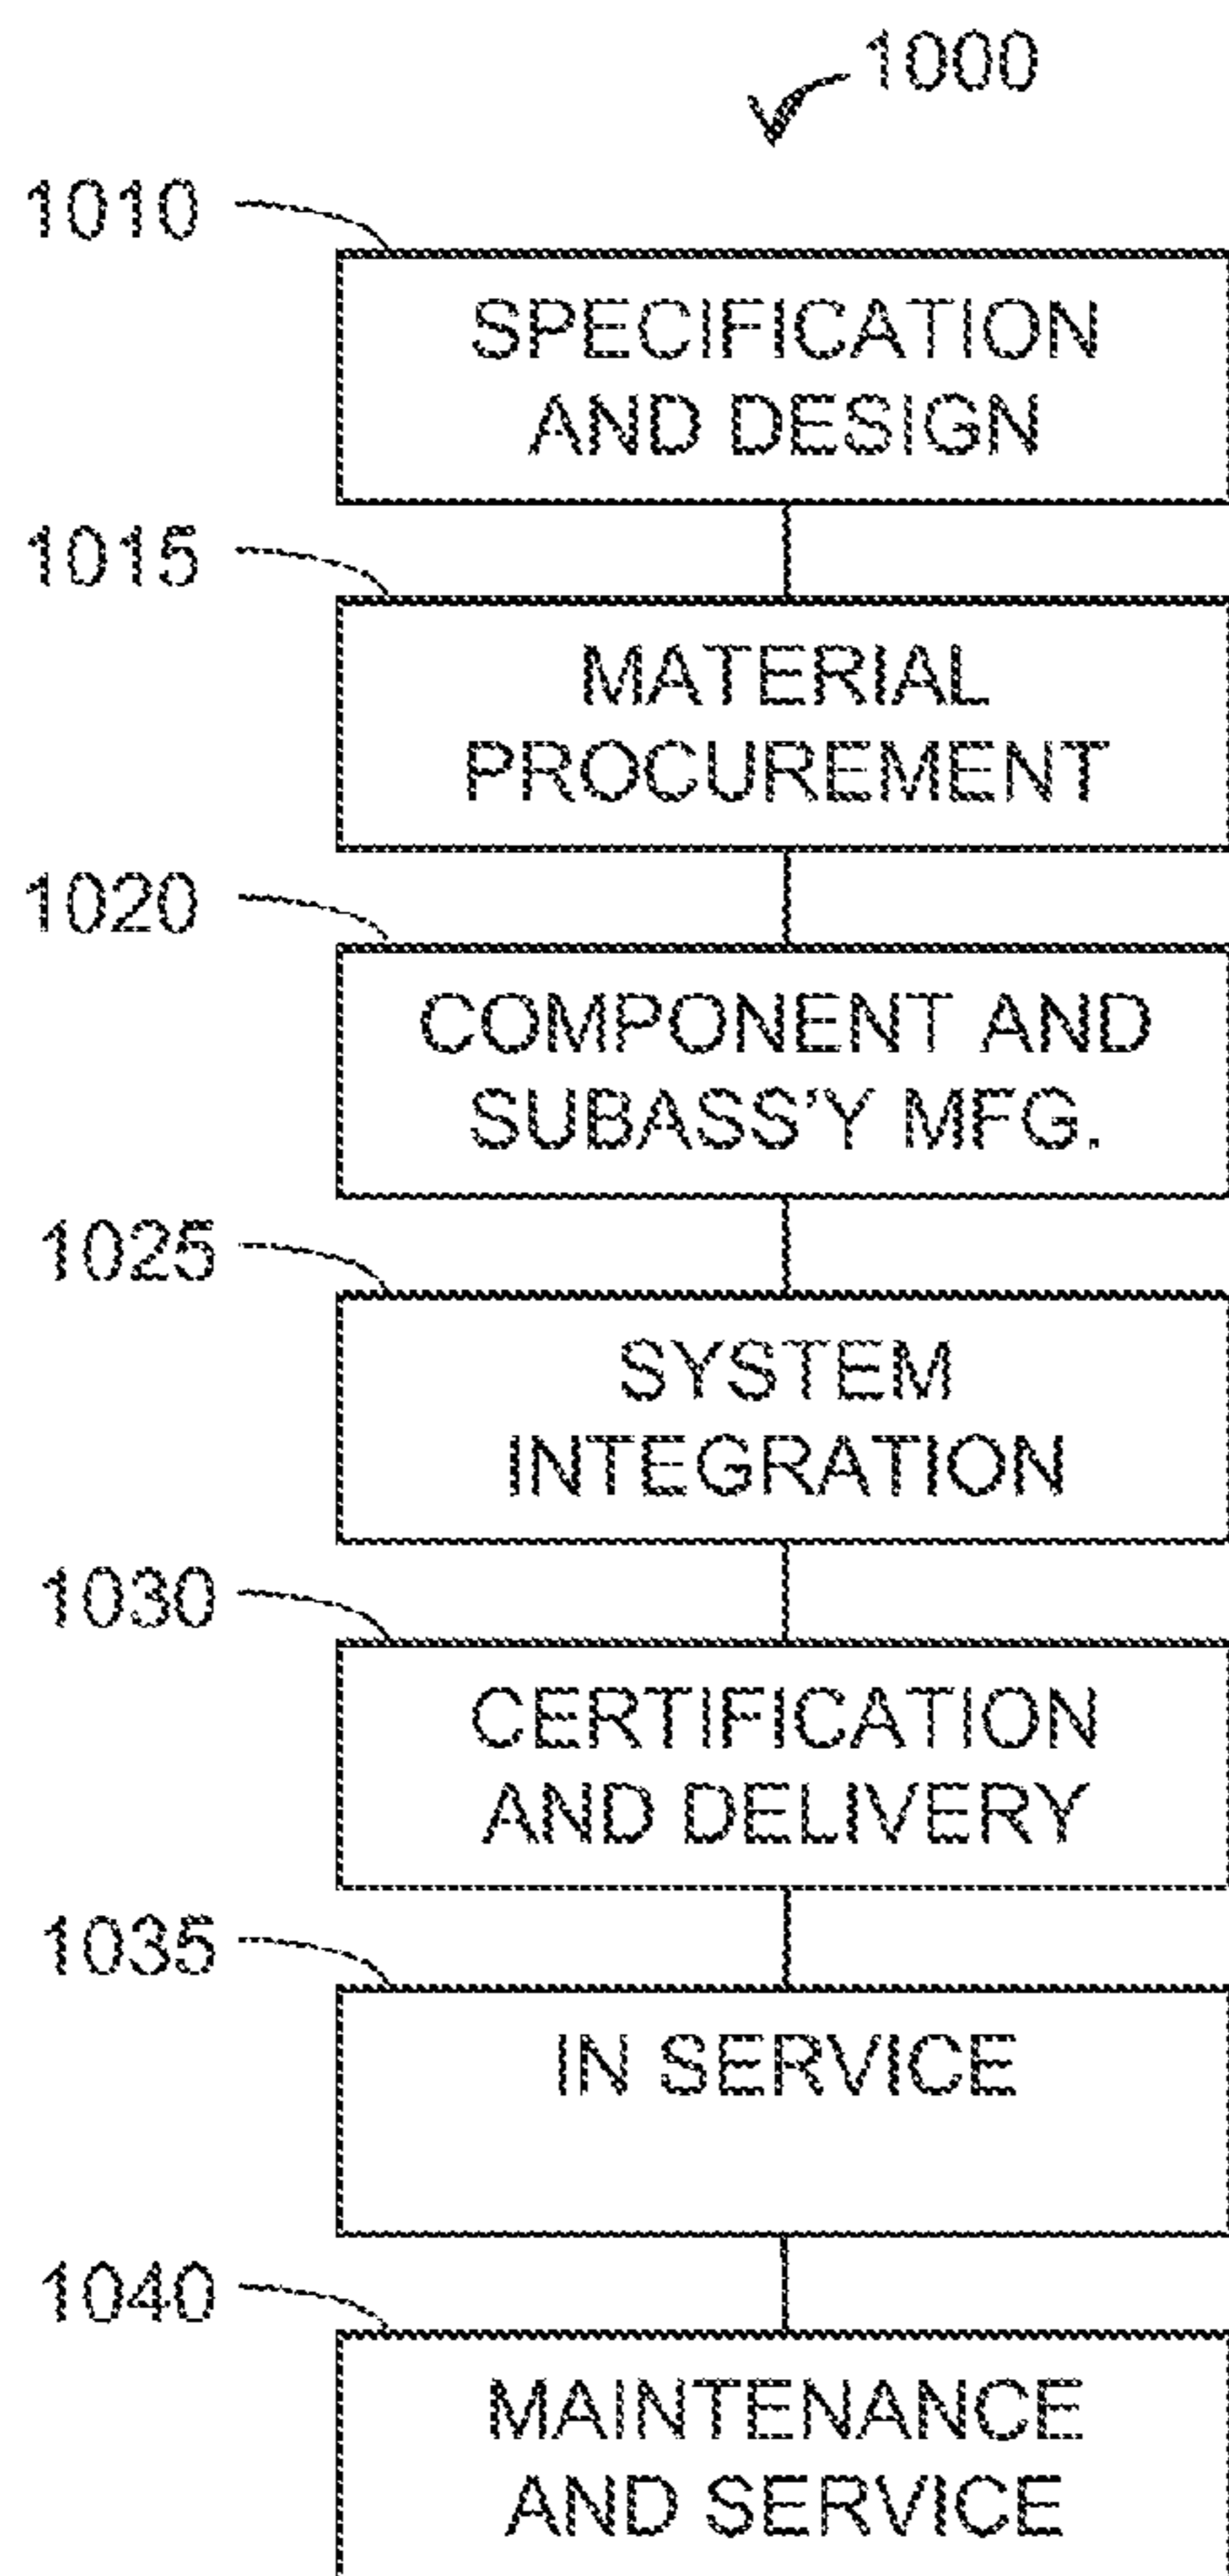 1000
1010
SPECIFICATION
AND DESIGN
1015
MATERIAL
PROCUREMENT
1020
COMPONENT AND
SUBASS’Y MFG.
1025
SYSTEM
INTEGRATION
1030
CERTIFICATION
AND DELIVERY
1035
IN SERVICE
1040
MAINTENANCE
AND SERVICE